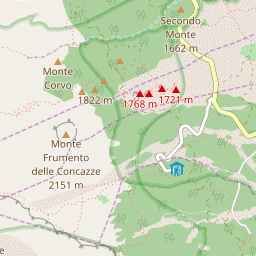 Secondo
Monte
1662 m
Monte
Corvo
1822 m
1768 m
1721 m
Monte
Frumento
delle Concazze
2151 m